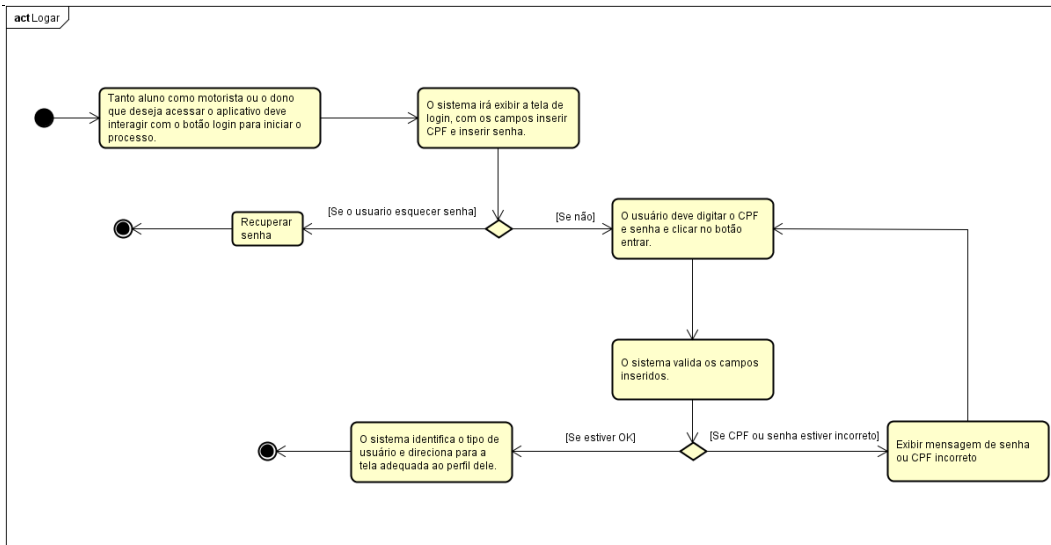 act Logar
Tanto aluno como motorista ou o dono
que deseja acessar o aplicativo deve
interagir com o botão login para iniciar o
processo.
O sistema irá exibir a tela de
login, com os campos inserir
CPF e inserir senha.
Recuperar
senha
[Se o usuario esquecer senha]
[Se não]
O usuário deve digitar o CPF
e senha e clicar no botão
entrar.
O sistema valida os campos
inseridos.
O sistema identifica o tipo de
usuário e direciona para a
tela adequada ao perfil dele.
[Se estiver OK]
[Se CPF ou senha estiver incorreto]
Exibir mensagem de senha
ou CPF incorreto